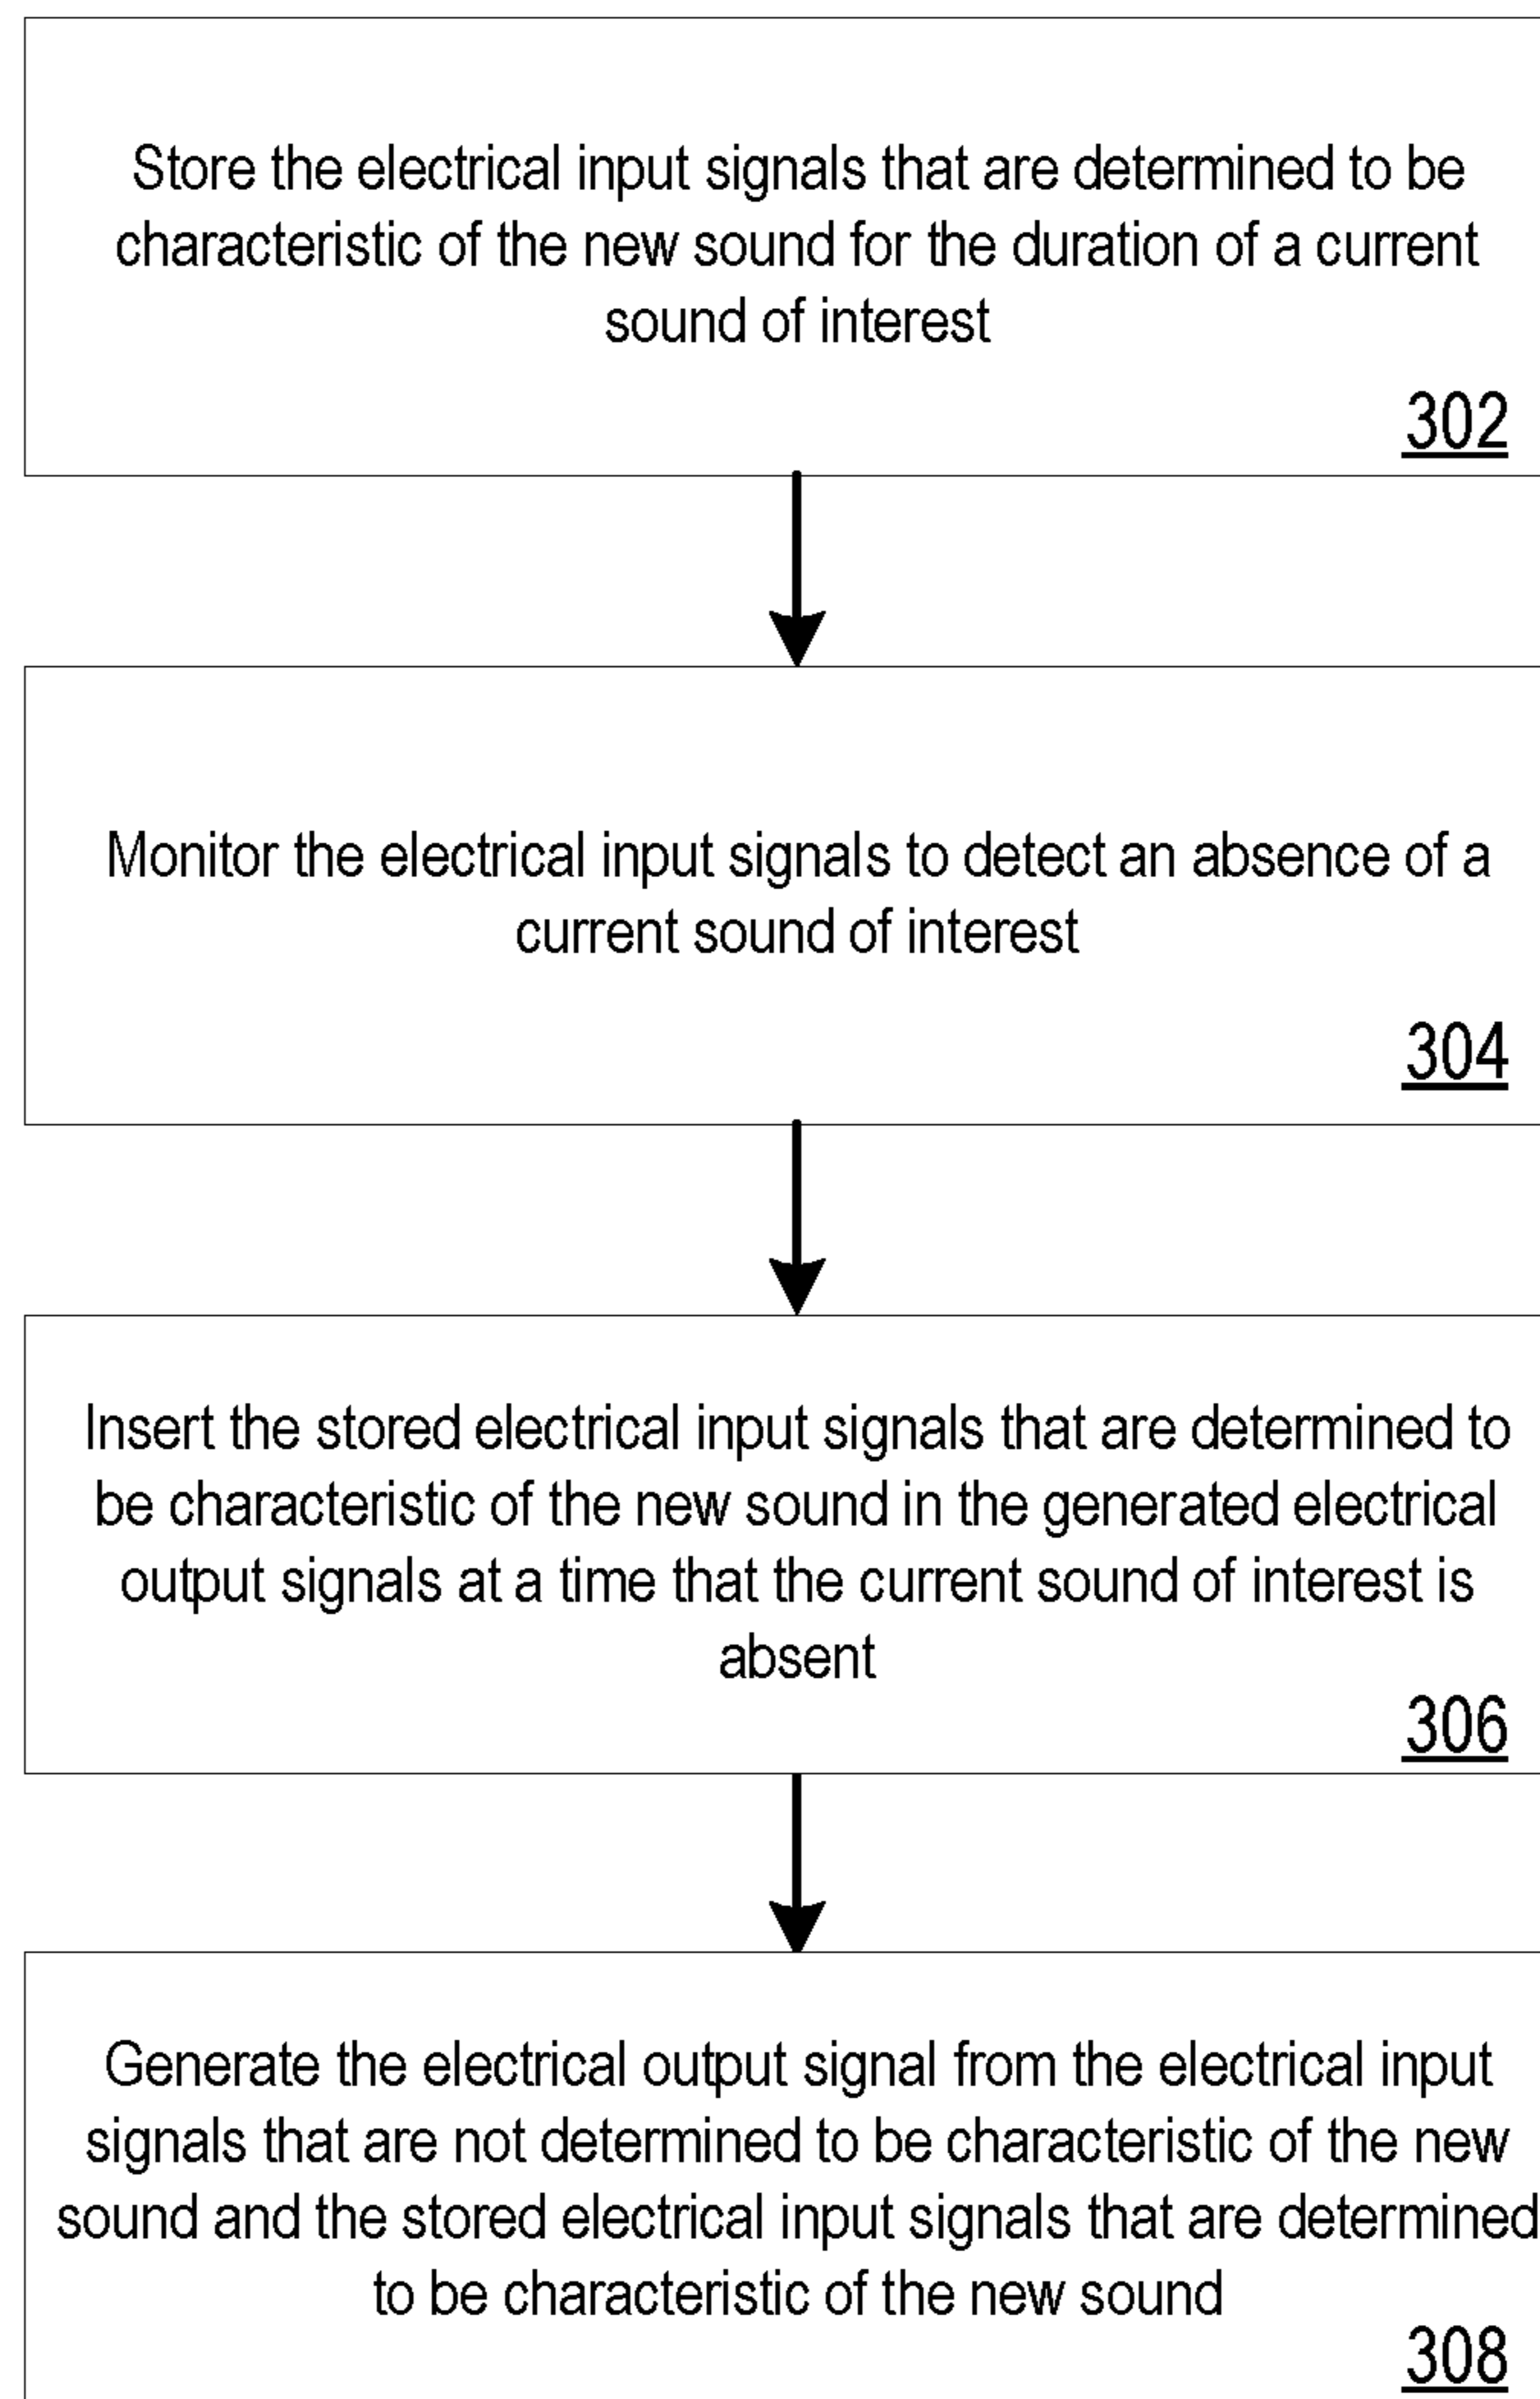 Store the electrical input signals that are determined to be
characteristic of the new sound for the duration of a current
sound of interest
302
Monitor the electrical input signals to detect an absence of a
current sound of interest
304
Insert the stored electrical input signals that are determined to
be characteristic of the new sound in the generated electrical
output signals at a time that the current sound of interest is
absent
306
Generate the electrical output signal from the electrical input
signals that are not determined to be characteristic of the new
sound and the stored electrical input signals that are determined
to be characteristic of the new sound
308